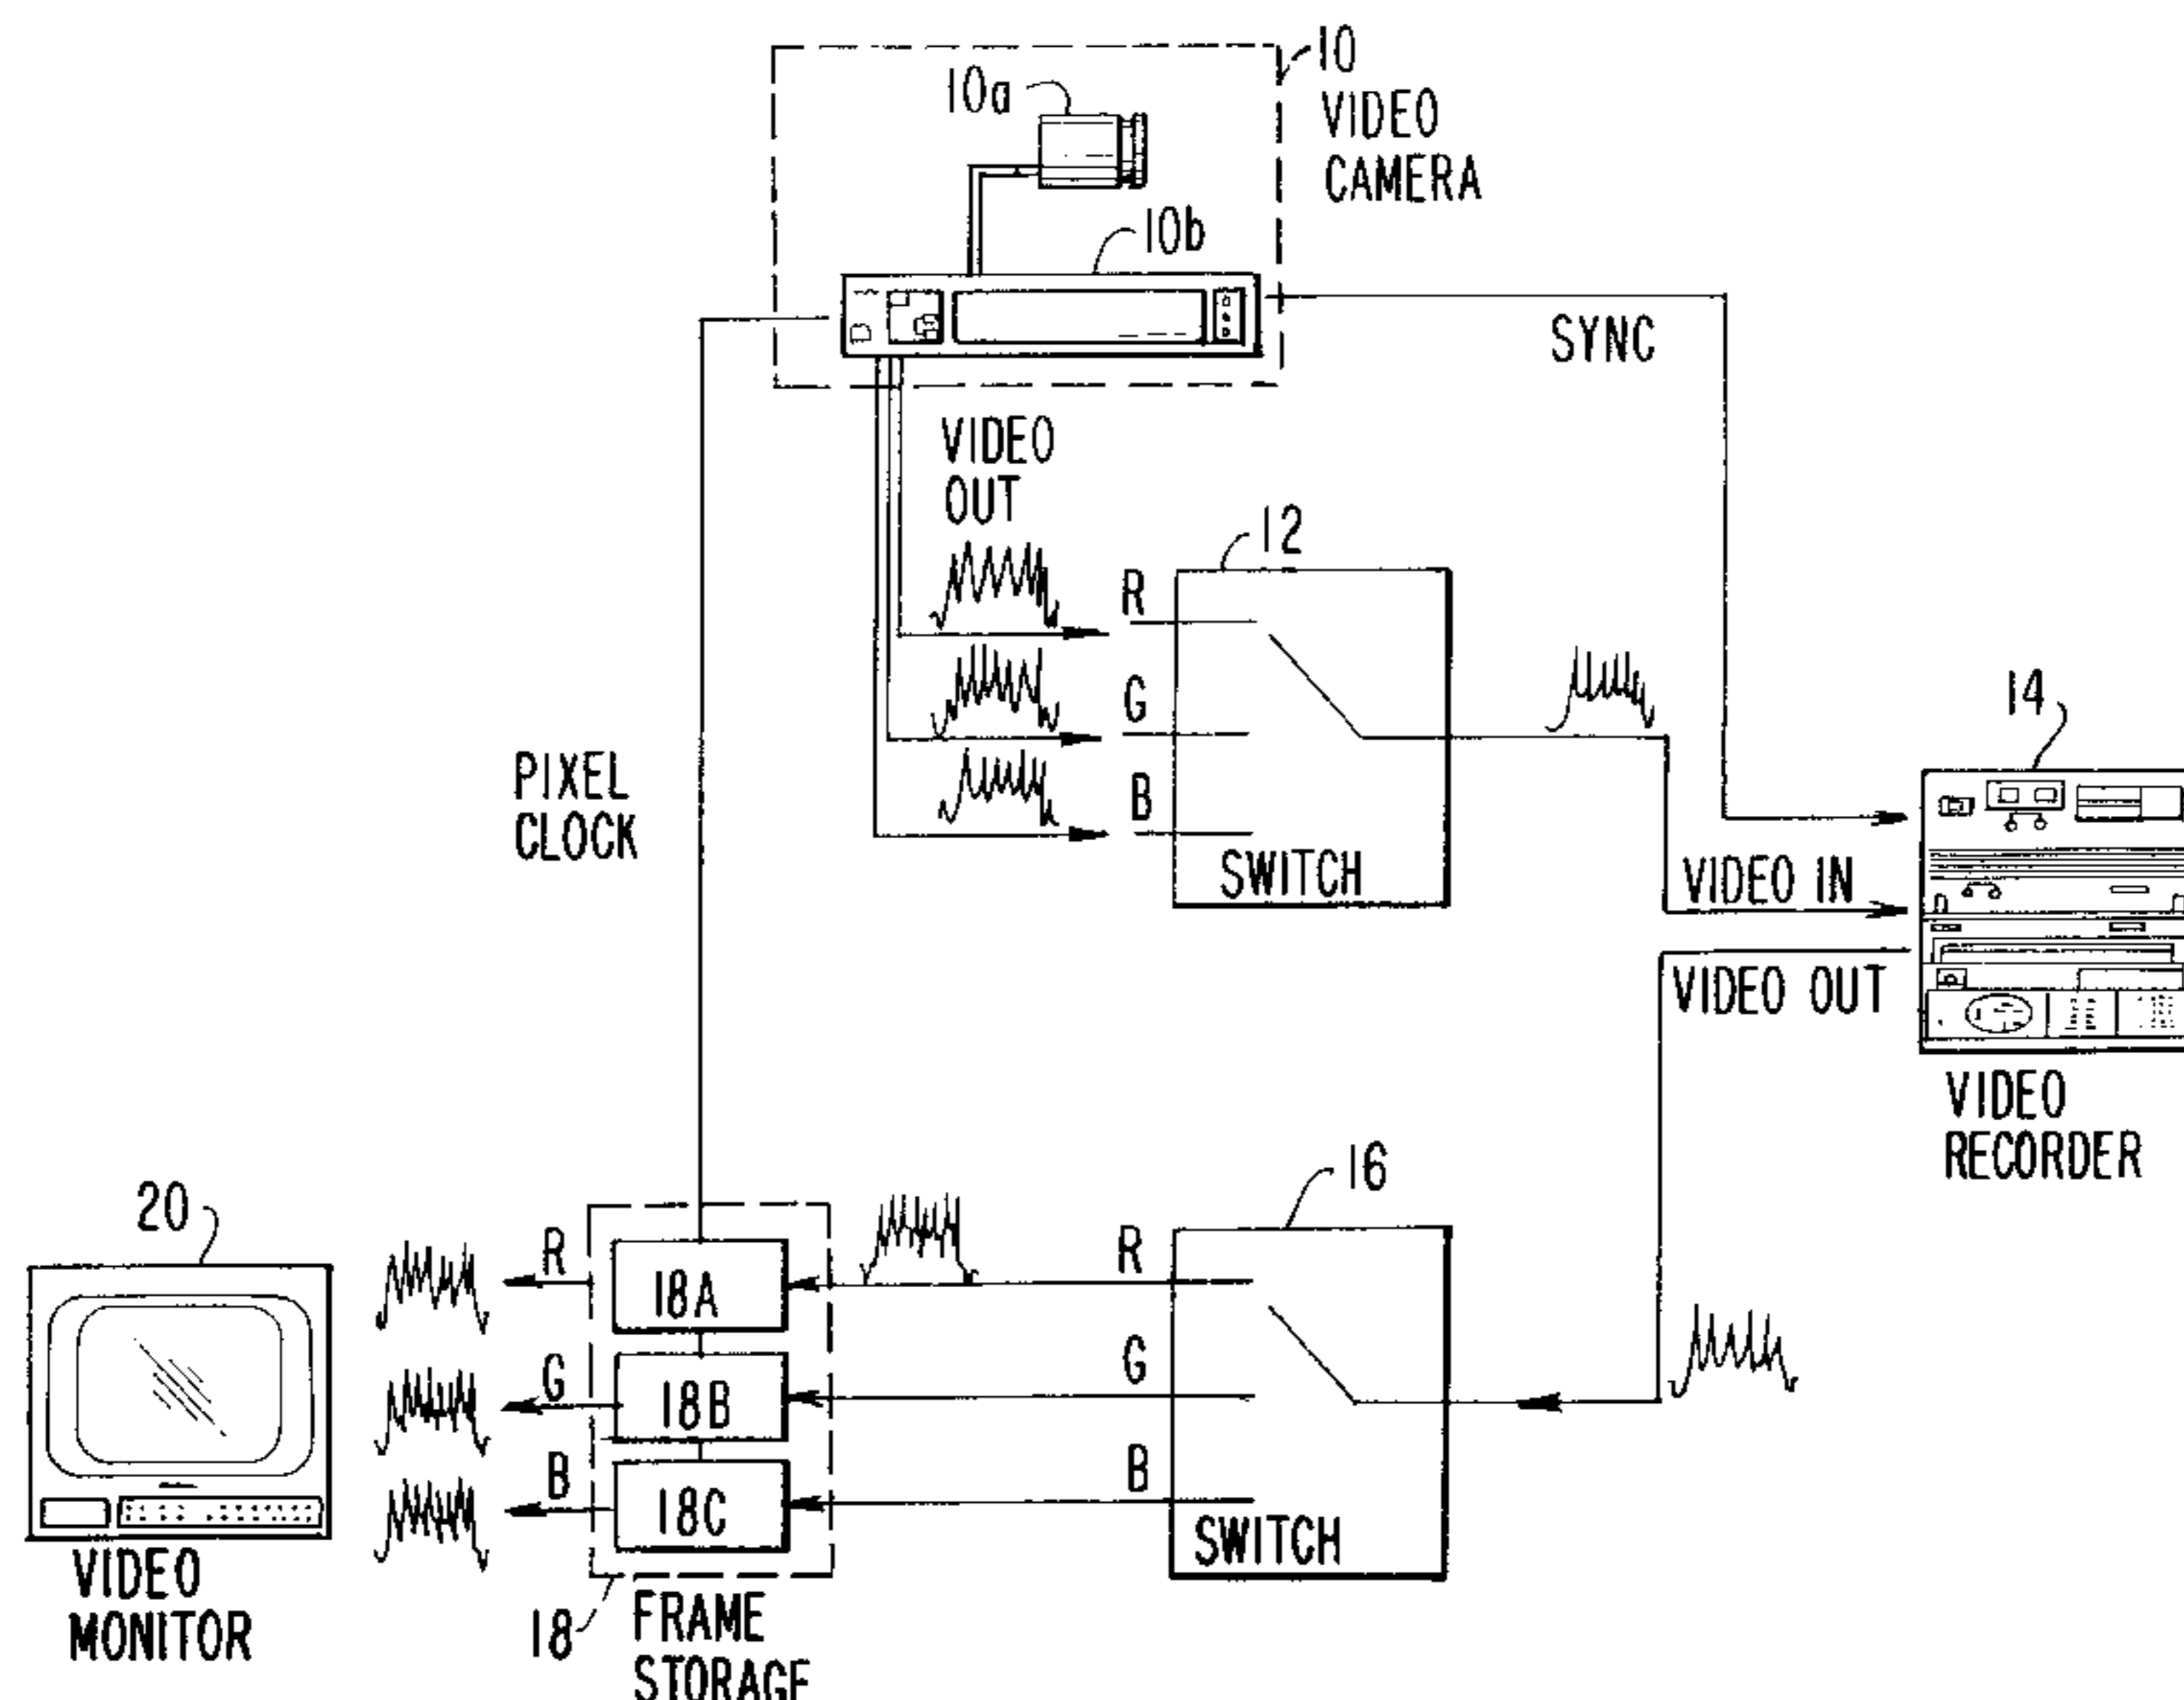 10
VIDEO
CAMERA
10a
10b
SYNC
VIDEO
OUT
12
R
G
B
SWITCH
PIXEL
CLOCK
14
VIDEO IN
VIDEO OUT
VIDEO
RECORDER
16
R
G
B
SWITCH
20
R
G
B
18A
18B
18C
VIDEO
MONITOR
18
FRAME
STORAGE